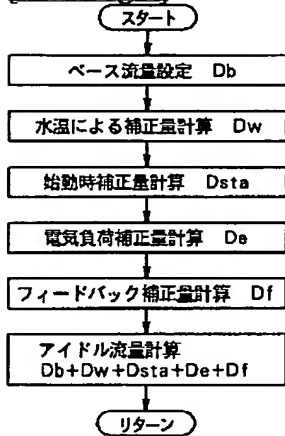 スタート
ベース流量設定 Db
水温による補正量計算 Dw
始動時補正量計算 Dsta
電気負荷補正量計算 De
フィードバック補正量計算 Df
アイドル流量計算
Db+Dw+Dsta+De+Df
リターン